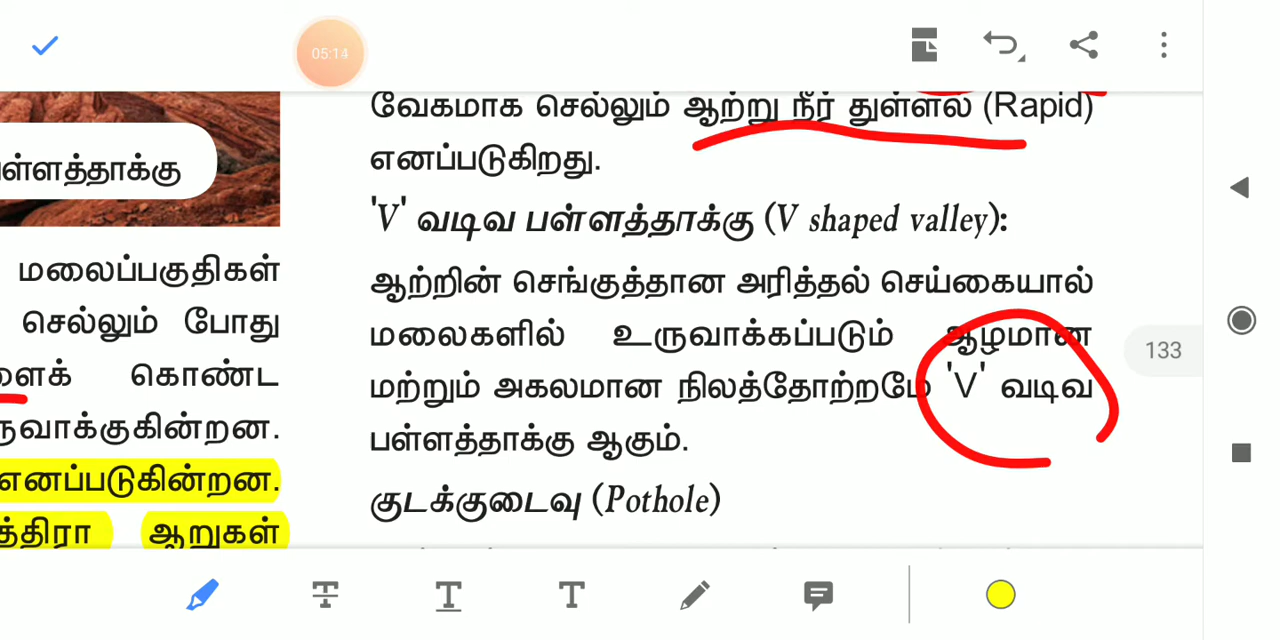 05:14
பள்ளத்தாக்கு
மலைப்பகுதிகள்
செல்லும் போது
கொண்ட
எனப்படுகின்றன.
ஆறுகள்
வேகமாக செல்லும் ஆற்று நீர் துள்ளல் (Rapid)
எனப்படுகிறது.
'V' வடிவ பள்ளத்தாக்கு (V shaped valley):
ஆற்றின் செங்குத்தான அரித்தல் செய்கையால்
மலைகளில் உருவாக்கப்படும் ஆழமான
மற்றும் அகலமான நிலத்தோற்றமே 'V' வடிவ
பள்ளத்தாக்கு ஆகும்.
குடக்குடைவு (Pothole)
133